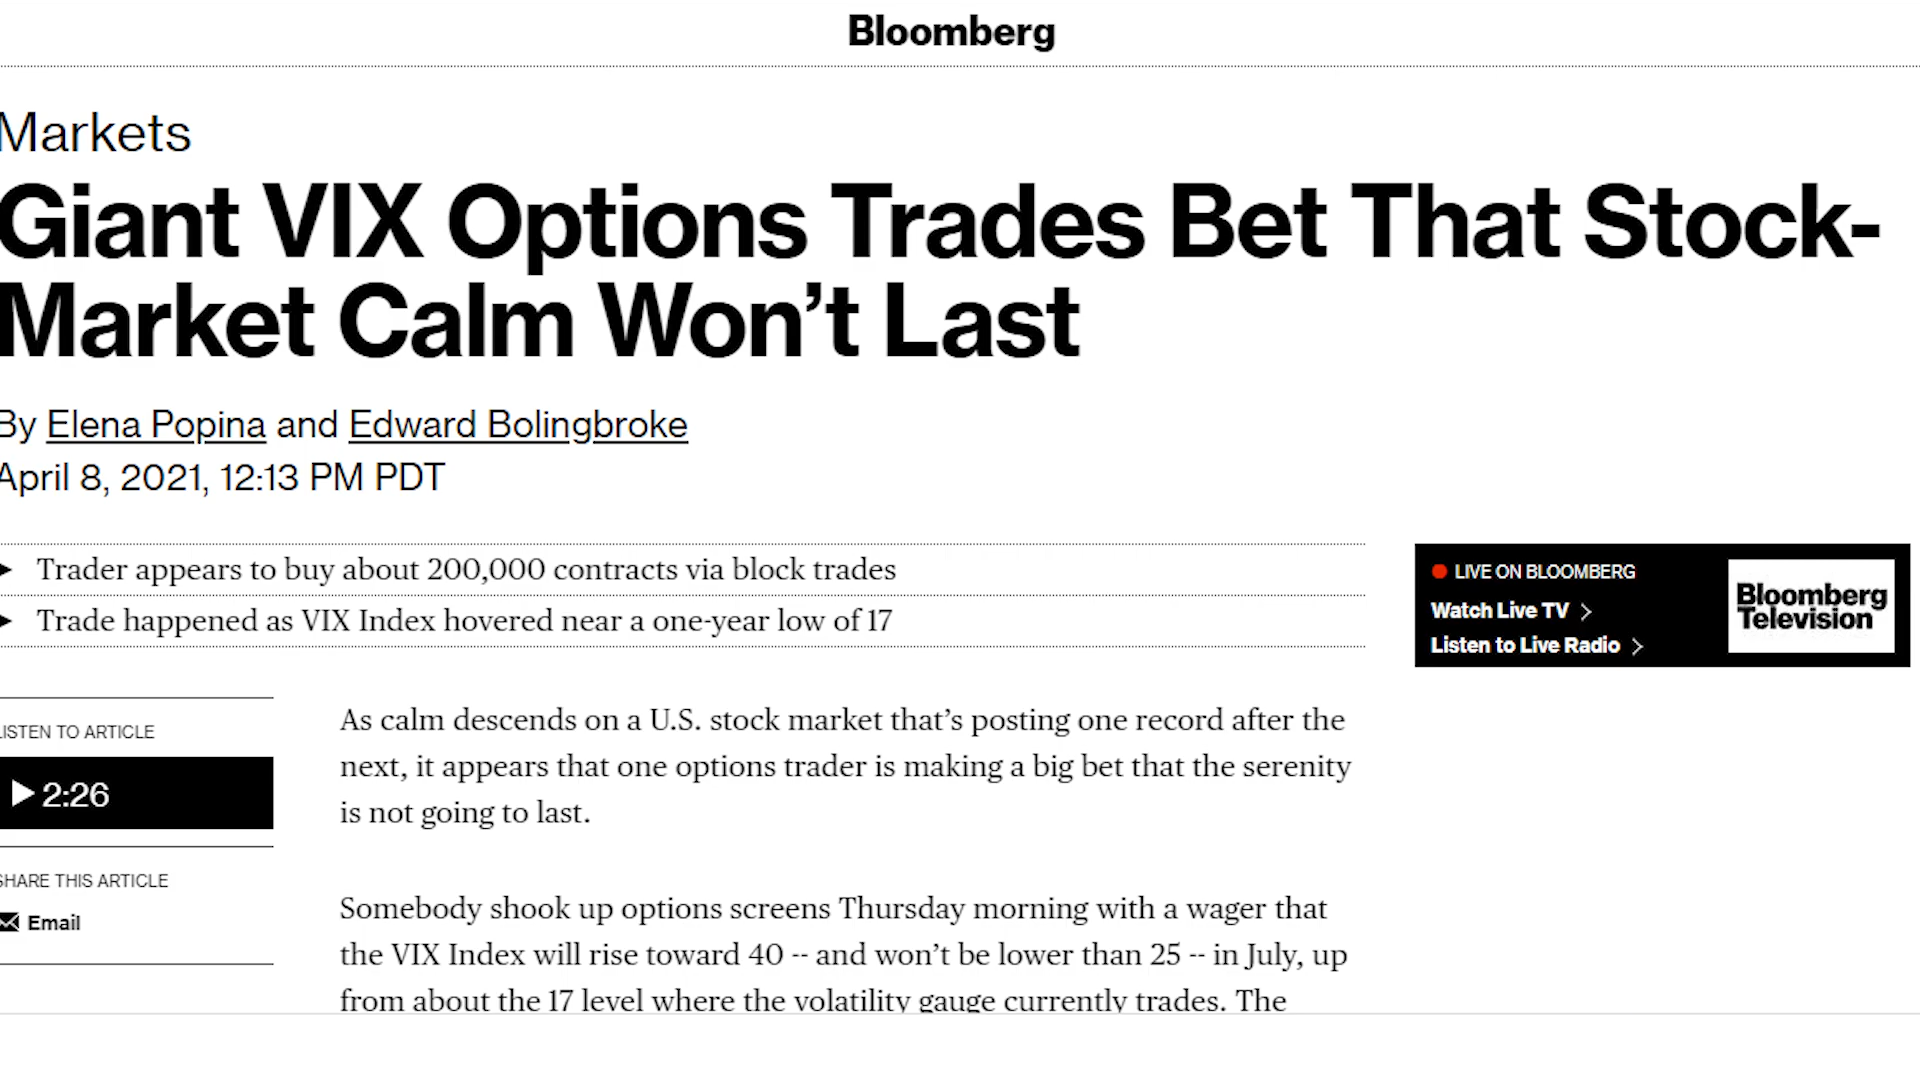 Bloomberg
Markets
Giant VIX Options Trades Bet That Stock-
Market Calm Won’t Last
By Elena Popina and Edward Bolingbroke
April 8, 2021, 12:13 PM PDT
Trader appears to buy about 200,000 contracts via block trades
Trade happened as VIX Index hovered near a one-year low of 17
LIVE ON BLOOMBERG
Watch Live TV
Listen to Live Radio
Bloomberg
Television
LISTEN TO ARTICLE
2:26
SHARE THIS ARTICLE
Email
As calm descends on a U.S. stock market that’s posting one record after the
next, it appears that one options trader is making a big bet that the serenity
is not going to last.
Somebody shook up options screens Thursday morning with a wager that
the VIX Index will rise toward 40 -- and won’t be lower than 25 -- in July, up
from about the 17 level where the volatility gauge currently trades. The